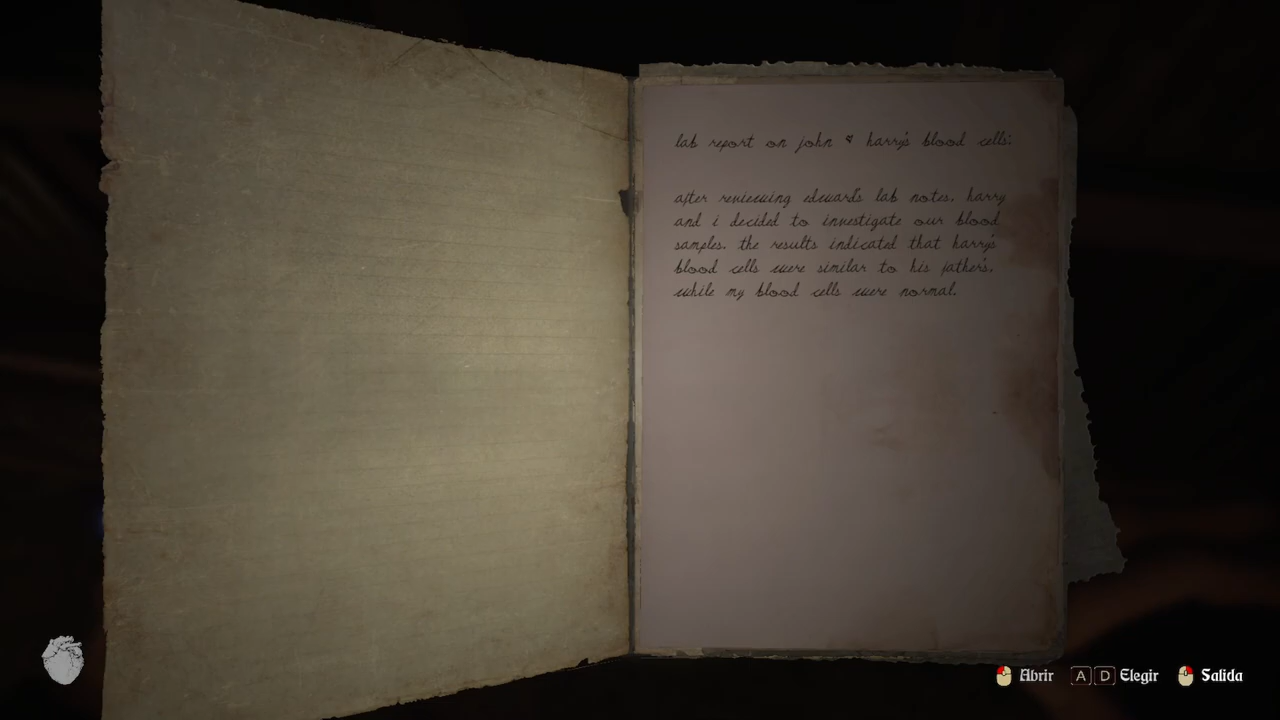 lab report on john & harry's blood cells:
after reviewing edward's lab notes, harry
and i decided to investigate our blood
samples. the results indicated that harry's
blood cells were similar to his father's,
while my blood cells were normal.
Abrir A D Elegir Salida